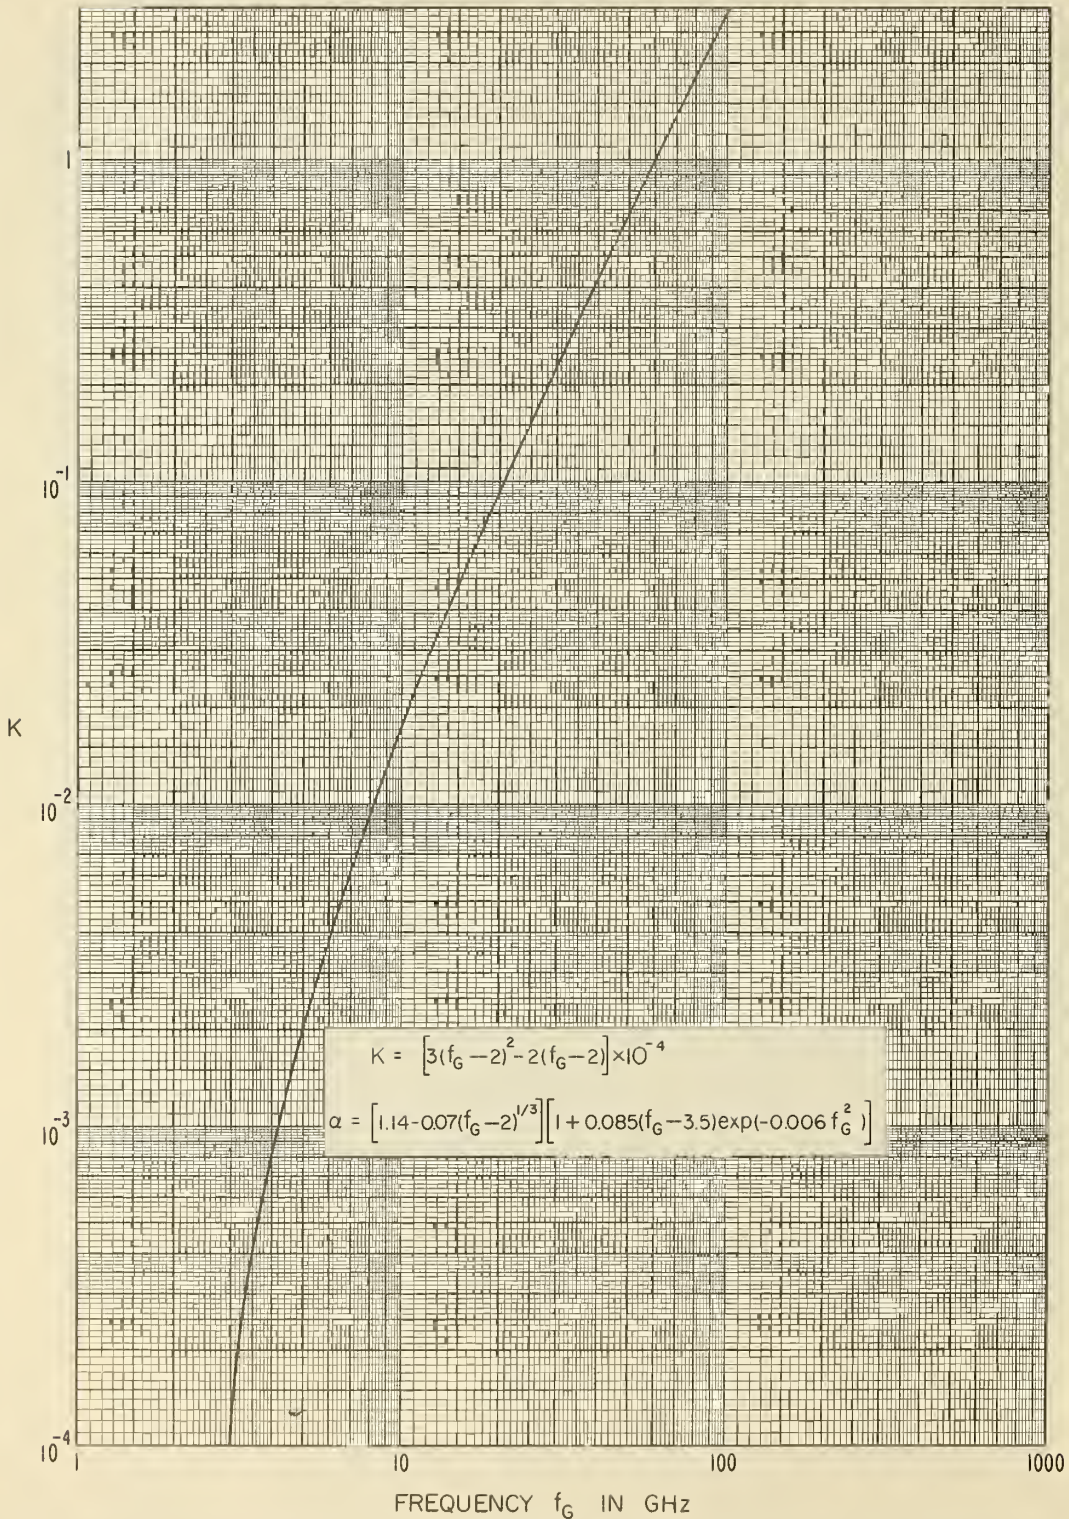 1
10⁻¹
K
10⁻²
K = [3(f_G−2)²-2(f_G−2)]×10⁻⁴
α = [1.14-0.07(f_G−2)^1/3][1+0.085(f_G−3.5)exp(-0.006 f_G²)]
10⁻³
10⁻⁴
1 10 100 1000
FREQUENCY f_G IN GHz